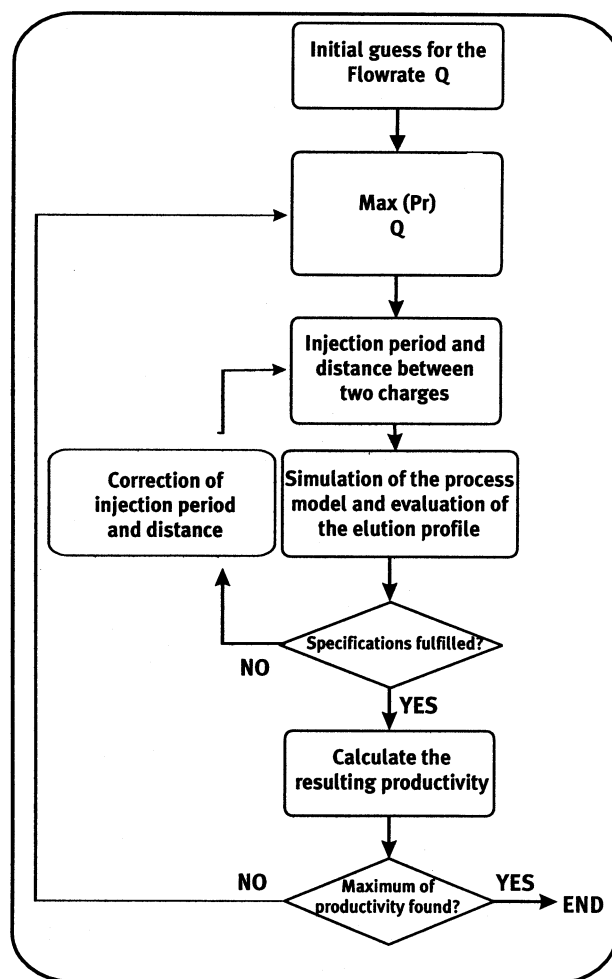 Initial guess for the
Flowrate Q
Max (Pr)
Q
Injection period and
distance between
two charges
Correction of
injection period
and distance
Simulation of the process
model and evaluation of
the elution profile
Specifications fulfilled?
NO
YES
Calculate the
resulting productivity
NO
Maximum of
productivity found?
YES
END